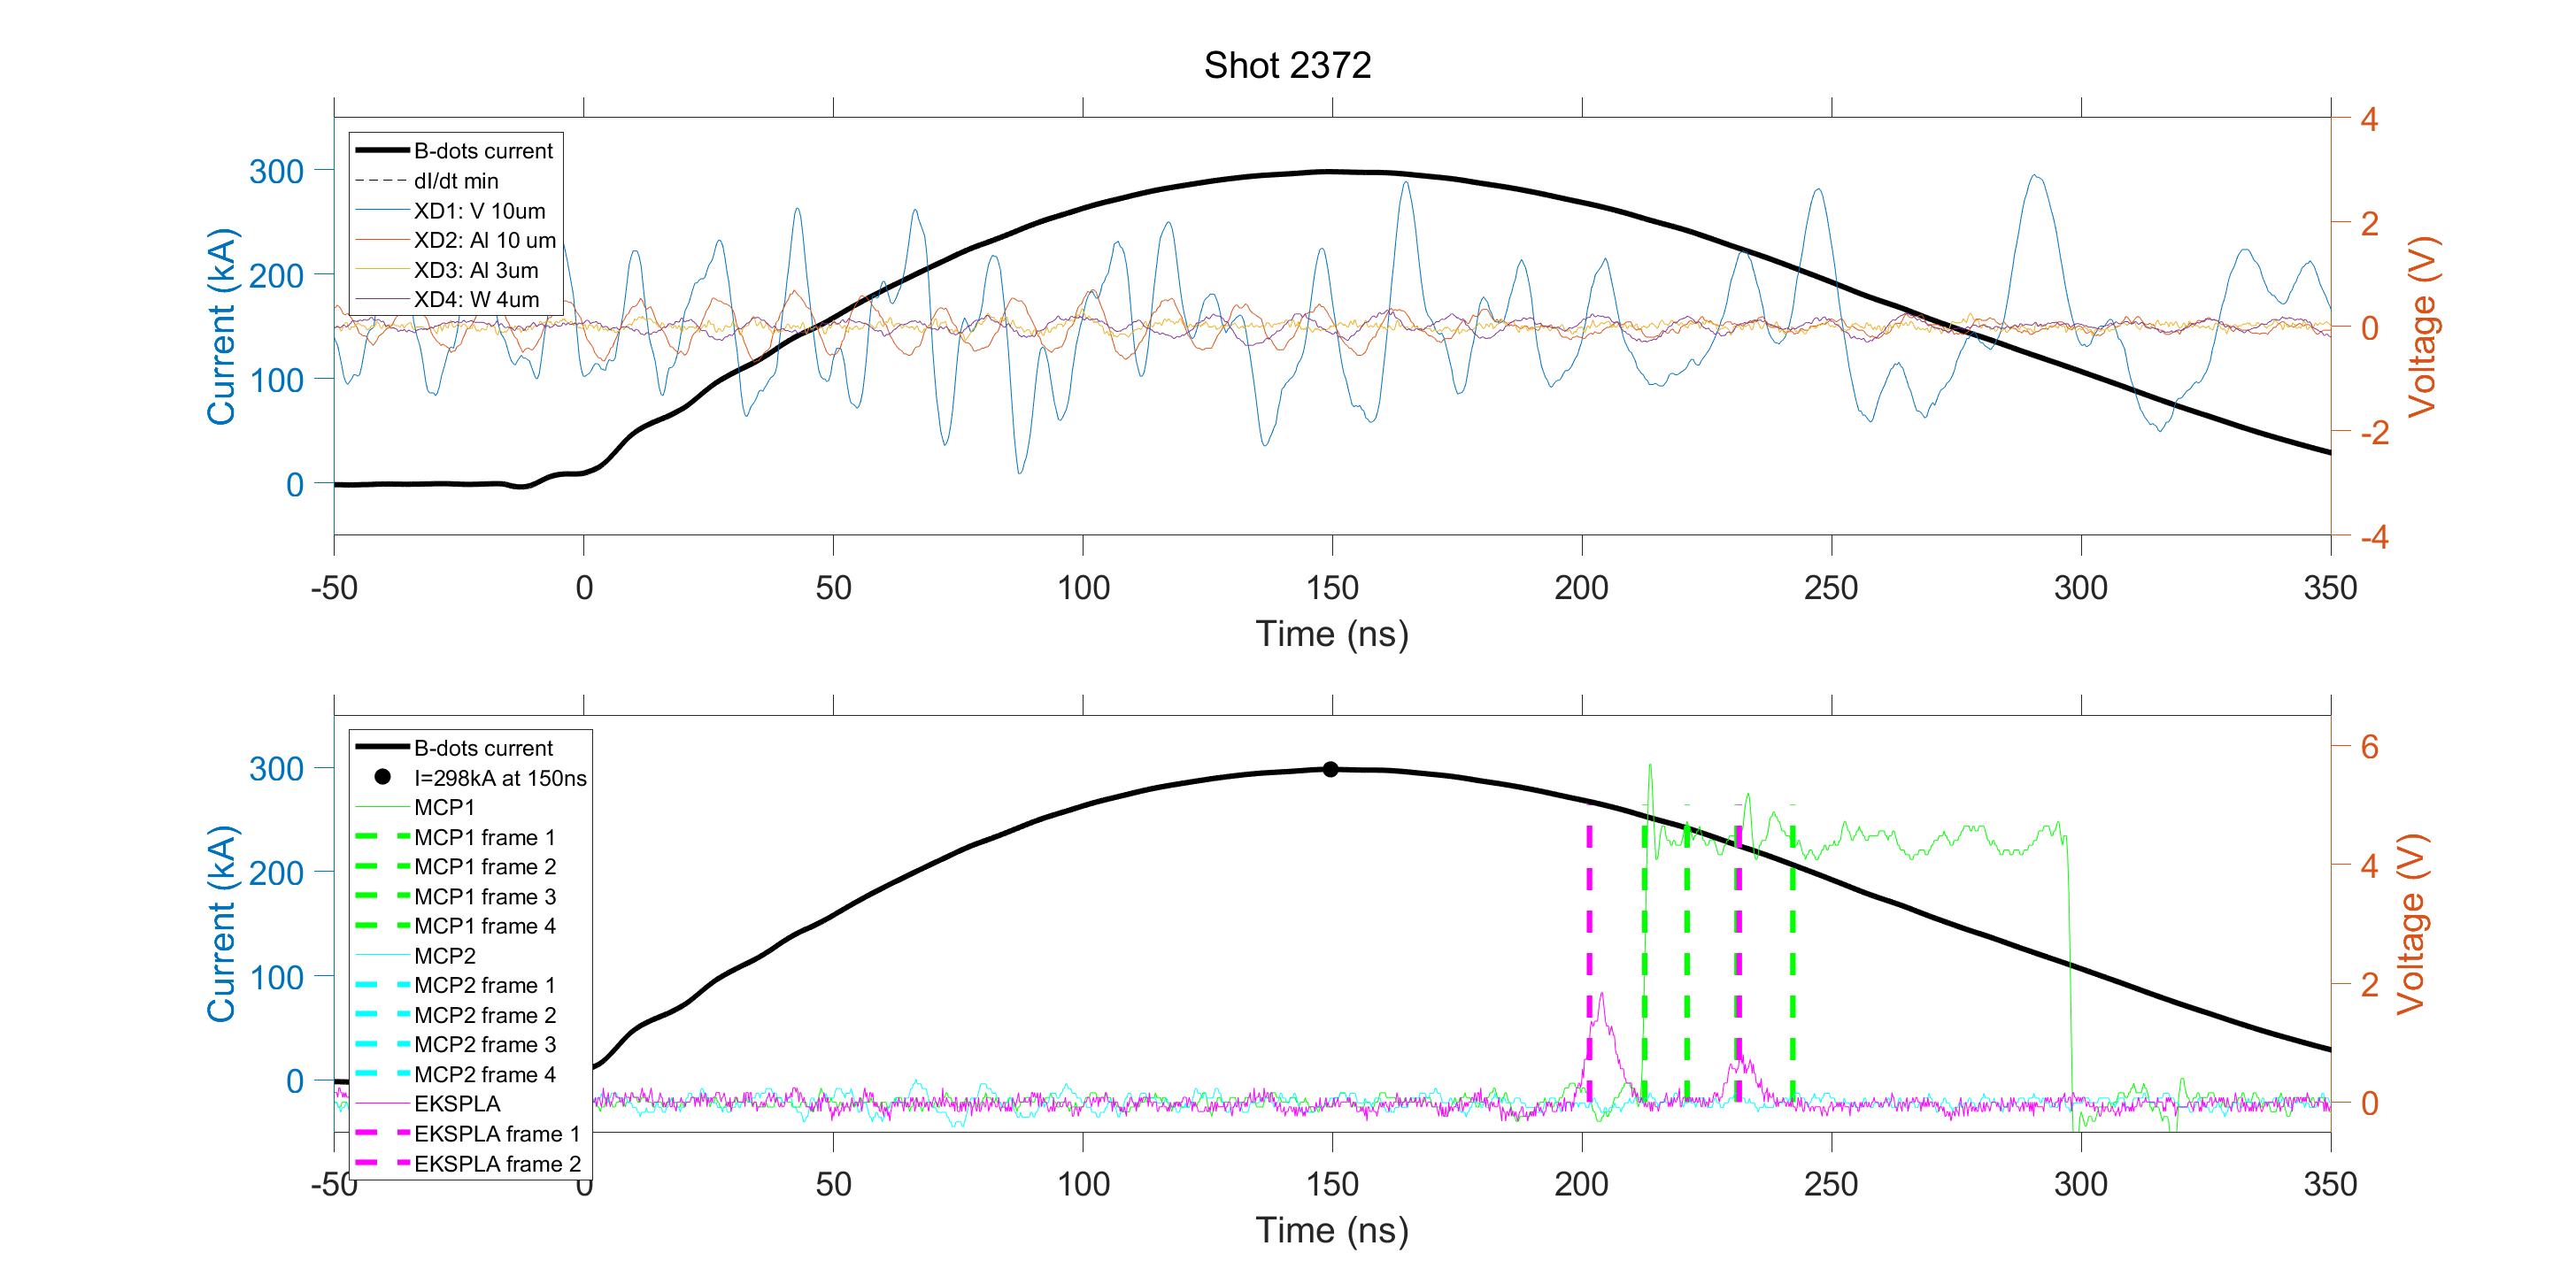 Shot 2372
B-dots current
dI/dt min
XD1: V 10um
XD2: Al 10 um
XD3: Al 3um
XD4: W 4um
Current (kA)
300
200
100
0
4
2
0
-2
-4
Voltage (V)
-50 0 50 100 150 200 250 300 350
Time (ns)
B-dots current
I=298kA at 150ns
MCP1
MCP1 frame 1
MCP1 frame 2
MCP1 frame 3
MCP1 frame 4
MCP2
MCP2 frame 1
MCP2 frame 2
MCP2 frame 3
MCP2 frame 4
EKSPLA
EKSPLA frame 1
EKSPLA frame 2
Current (kA)
300
200
100
0
6
4
2
0
Voltage (V)
-50 0 50 100 150 200 250 300 350
Time (ns)